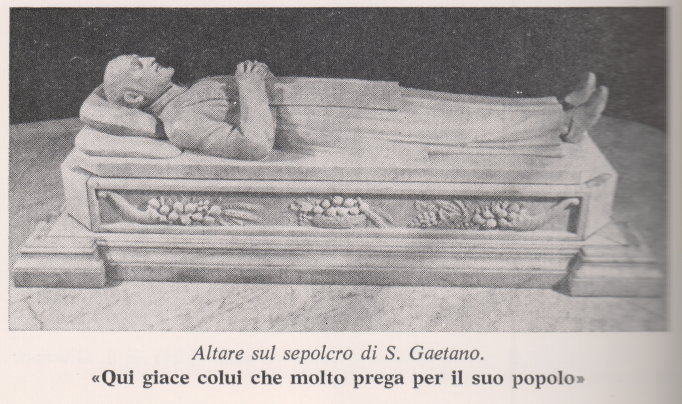 Altare sul sepolcro di S. Gaetano.
«Qui giace colui che molto prega per il suo popolo»